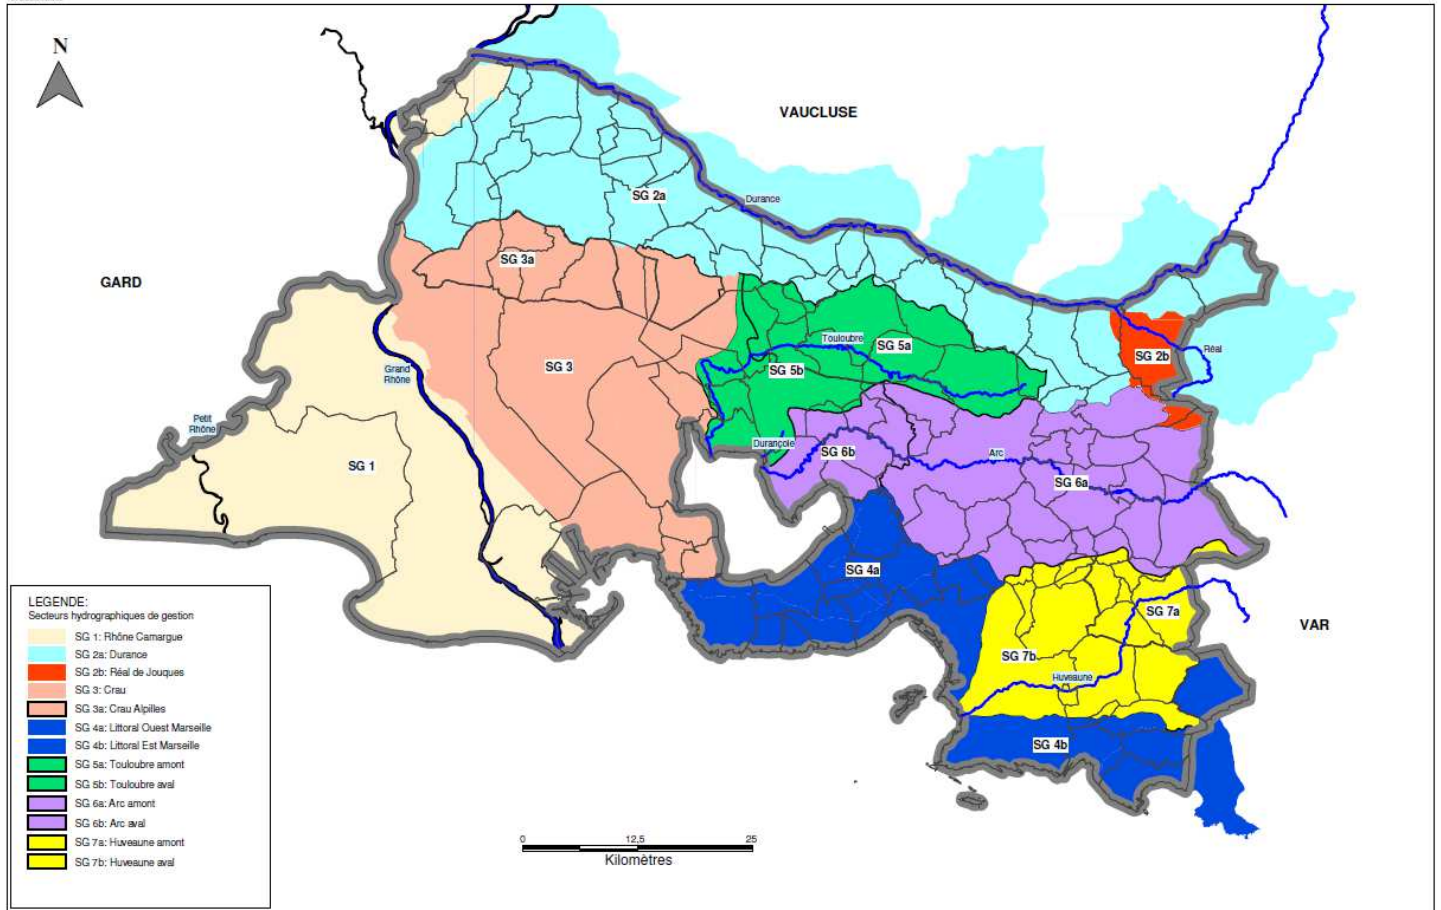 N
VAUCLUSE
SG 2a
Durance
SG 3a
GARD
Touloubre
SG 5a
Réal
SG 2b
SG 3
SG 5b
Grand
Rhône
Petit
Rhône
Durançole
SG 6b
Arc
SG 1
SG 6a
SG 4a
SG 7a
VAR
SG 7b
Huveaune
SG 4b
LEGENDE:
Secteurs hydrographiques de gestion
SG 1: Rhône Camargue
SG 2a: Durance
SG 2b: Réal de Jouques
SG 3: Crau
SG 3a: Crau Alpilles
SG 4a: Littoral Ouest Marseille
SG 4b: Littoral Est Marseille
SG 5a: Touloubre amont
SG 5b: Touloubre aval
SG 6a: Arc amont
SG 6b: Arc aval
SG 7a: Huveaune amont
SG 7b: Huveaune aval
0 12,5 25
Kilomètres